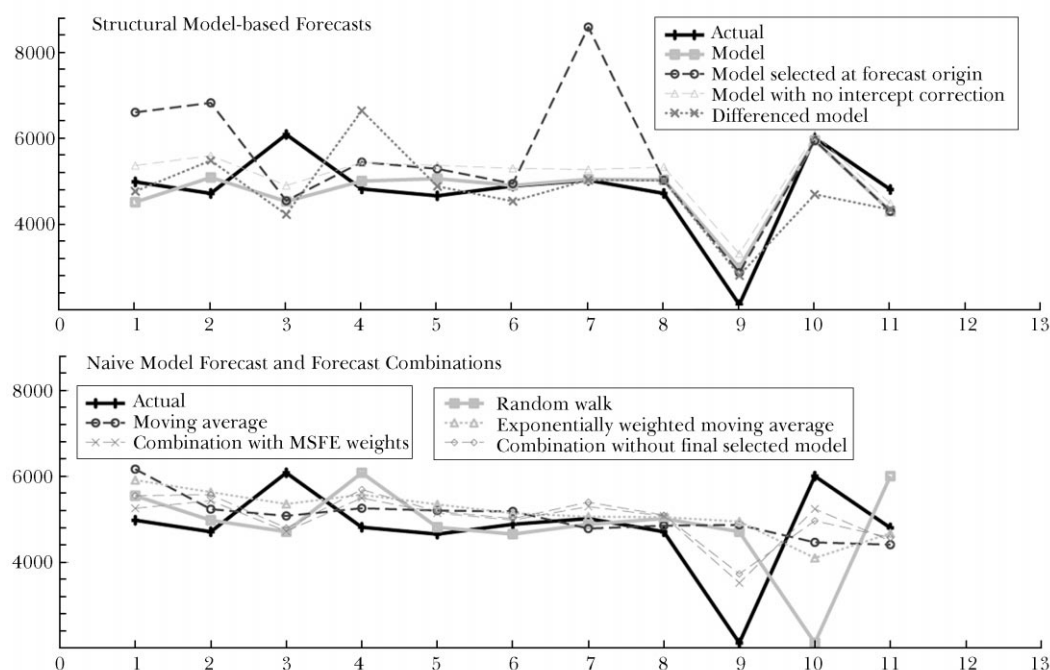 Structural Model-based Forecasts
Actual
Model
Model selected at forecast origin
Model with no intercept correction
Differenced model
8000
6000
4000
0 1 2 3 4 5 6 7 8 9 10 11 12 13
Naive Model Forecast and Forecast Combinations
Actual
Moving average
Combination with MSFE weights
Random walk
Exponentially weighted moving average
Combination without final selected model
8000
6000
4000
0 1 2 3 4 5 6 7 8 9 10 11 12 13